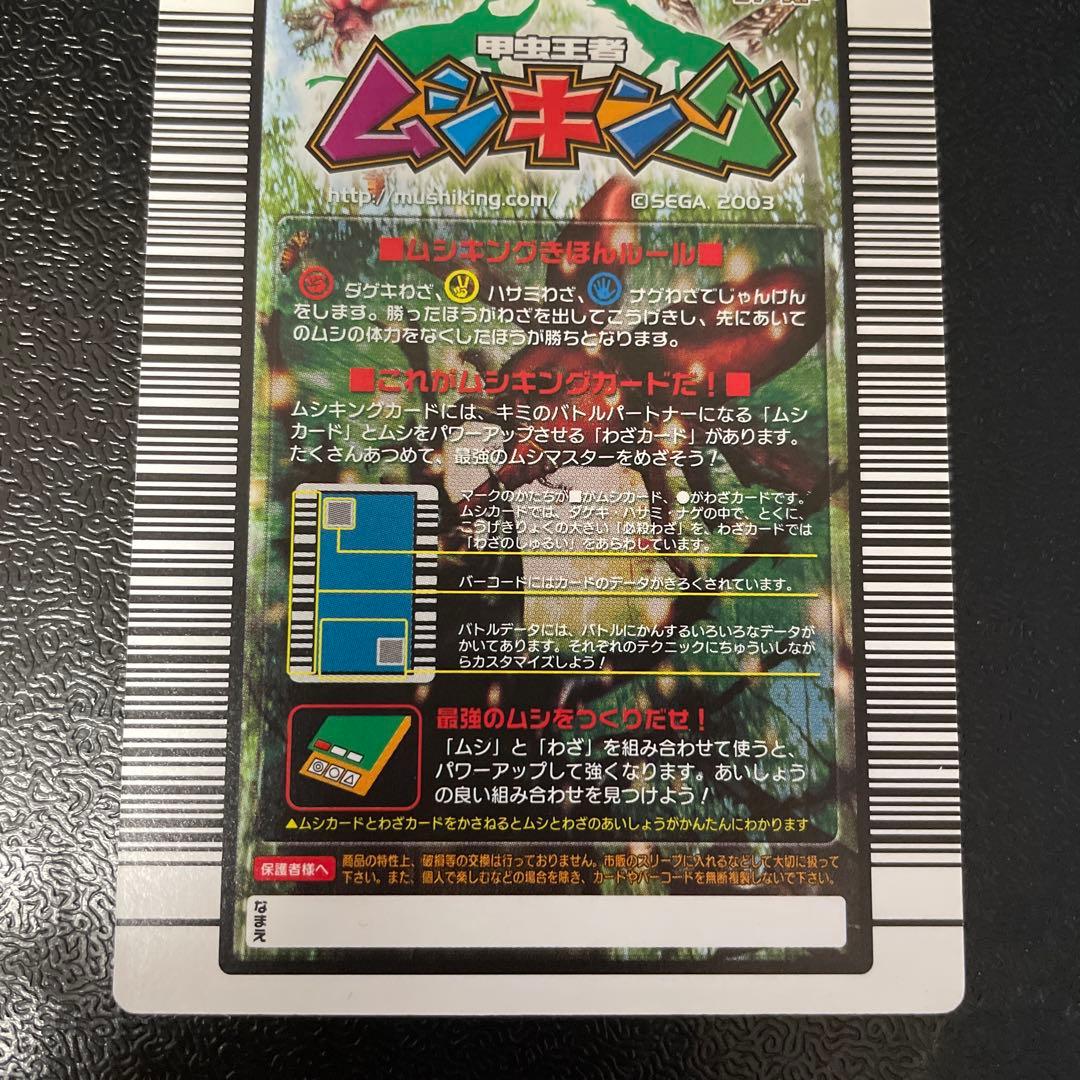 甲虫王者
ムシキング
http://mushiking.com/ ©SEGA, 2003
■ムシキングきほんルール■
ダゲキわざ、 ハサミわざ、 ナゲわざでじゃんけん
をします。勝ったほうがわざを出してこうげきし、先にあいて
のムシの体力をなくしたほうが勝ちとなります。
■これがムシキングカードだ！■
ムシキングカードには、キミのバトルパートナーになる「ムシ
カード」とムシをパワーアップさせる「わざカード」があります。
たくさんあつめて、最強のムシマスターをめざそう！
マークのかたちが■がムシカード、●がわざカードです。
ムシカードでは、ダゲキ・ハサミ・ナゲの中で、とくに、
こうげきりょくの大きい「必殺わざ」を、わざカードでは
「わざのしゅるい」をあらわしています。
バーコードにはカードのデータがきろくされています。
バトルデータには、バトルにかんするいろいろなデータが
かいてあります。それぞれのテクニックにちゅういしなが
らカスタマイズしよう！
最強のムシをつくりだせ！
「ムシ」と「わざ」を組み合わせて使うと、
パワーアップして強くなります。あいしょう
の良い組み合わせを見つけよう！
▲ムシカードとわざカードをかさねるとムシとわざのあいしょうがかんたんにわかります
保護者様へ
商品の特性上、破損等の交換は行っておりません。市販のスリーブに入れるなどして大切に扱って
下さい。また、個人で楽しむなどの場合を除き、カードやバーコードを無断複製しないで下さい。
なまえ